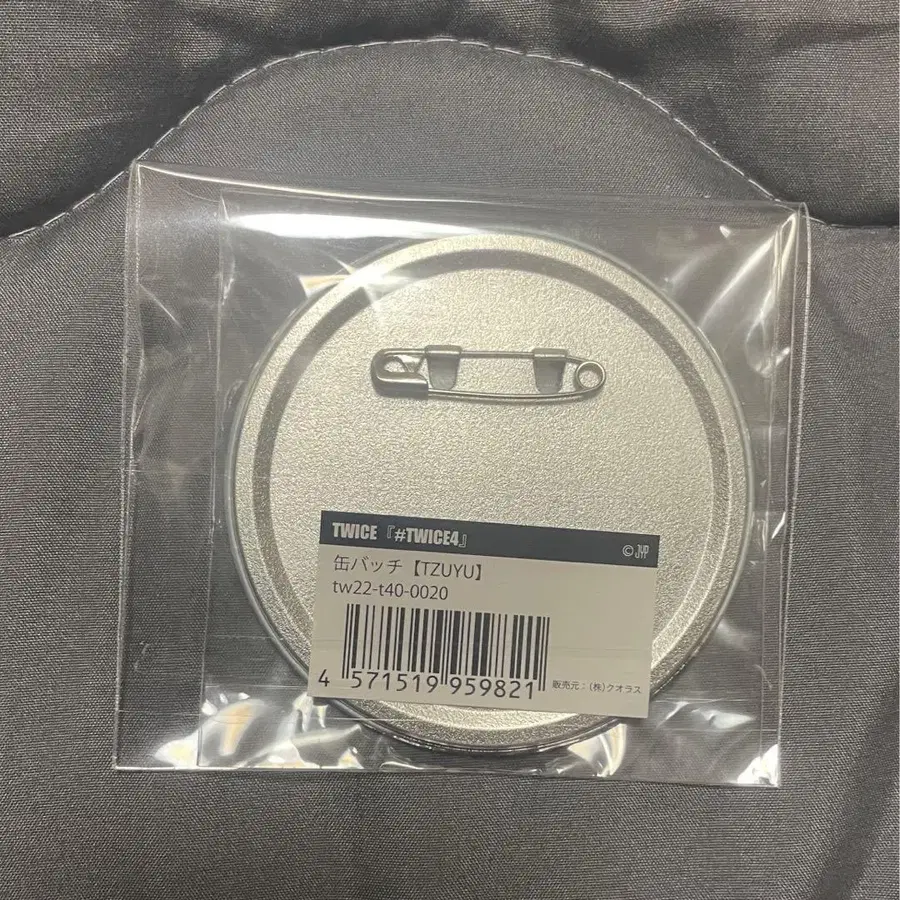 TWICE『#TWICE4』
© JYP
缶バッチ【TZUYU】
tw22-t40-0020
4 571519 959821
販売元:(株)クオラス